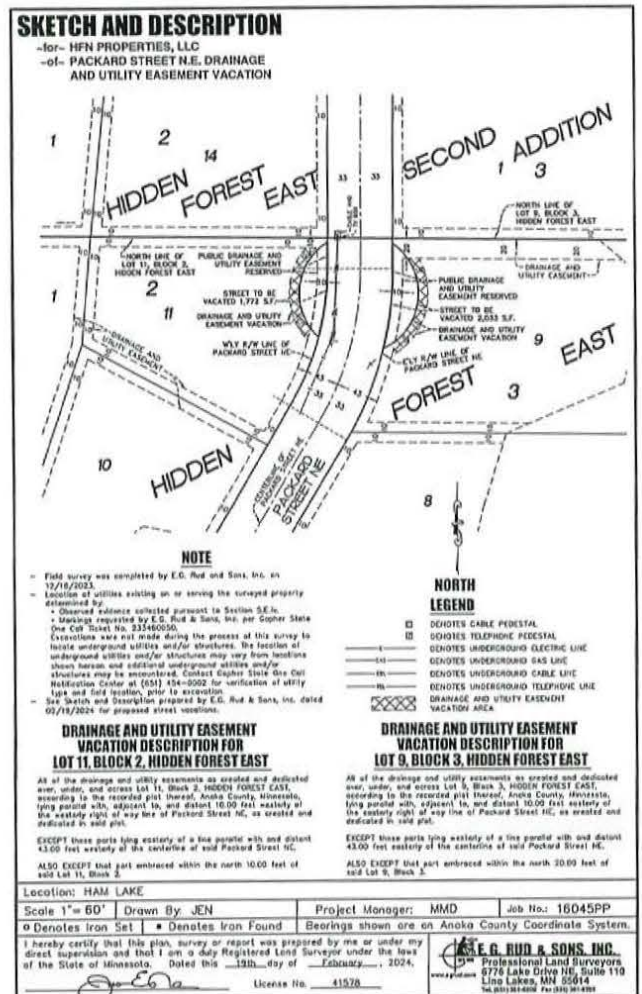 SKETCH AND DESCRIPTION
-for- HFN PROPERTIES, LLC
-of- PACKARD STREET N.E. DRAINAGE
AND UTILITY EASEMENT VACATION
1
2
14
HIDDEN FOREST EAST
SECOND ADDITION
1
3
33
33
CABLE AND
NORTH LINE OF
LOT 9, BLOCK 3,
HIDDEN FOREST EAST
NORTH LINE OF
LOT 11, BLOCK 2,
HIDDEN FOREST EAST
PUBLIC DRAINAGE AND
UTILITY EASEMENT
RESERVED
STREET TO BE
VACATED 1,772 S.F.
DRAINAGE AND UTILITY
EASEMENT VACATION
W'LY R/W LINE OF
PACKARD STREET NE
20
20
20
DRAINAGE AND
UTILITY EASEMENT
PUBLIC DRAINAGE
AND UTILITY
EASEMENT RESERVED
STREET TO BE
VACATED 2,033 S.F.
DRAINAGE AND UTILITY
EASEMENT VACATION
E'LY R/W LINE OF
PACKARD STREET NE
1
2
11
DRAINAGE AND
UTILITY EASEMENT
9
43
43
33
33
HIDDEN
FOREST
EAST
3
10
CENTERLINE OF
PACKARD STREET NE
PACKARD
STREET NE
8
NORTH
NOTE
- Field survey was completed by E.G. Rud and Sons, Inc. on
12/18/2023.
- Location of utilities existing on or serving the surveyed property
determined by:
• Observed evidence collected pursuant to Section 5.E.iv.
• Markings requested by E.G. Rud & Sons, Inc. per Gopher State
One Call Ticket No. 233460050.
Excavations were not made during the process of this survey to
locate underground utilities and/or structures. The location of
underground utilities and/or structures may vary from locations
shown hereon and additional underground utilities and/or
structures may be encountered. Contact Gopher State One Call
Notification Center at (651) 454-0002 for verification of utility
type and field location, prior to excavation.
- See Sketch and Description prepared by E.G. Rud & Sons, Inc. dated
02/19/2024 for proposed street vacations.
LEGEND
DENOTES CABLE PEDESTAL
DENOTES TELEPHONE PEDESTAL
DENOTES UNDERGROUND ELECTRIC LINE
DENOTES UNDERGROUND GAS LINE
DENOTES UNDERGROUND CABLE LINE
DENOTES UNDERGROUND TELEPHONE LINE
DRAINAGE AND UTILITY EASEMENT
VACATION AREA
DRAINAGE AND UTILITY EASEMENT
VACATION DESCRIPTION FOR
LOT 11, BLOCK 2, HIDDEN FOREST EAST
All of the drainage and utility easements as created and dedicated
over, under, and across Lot 11, Block 2, HIDDEN FOREST EAST,
according to the recorded plat thereof, Anoka County, Minnesota,
lying parallel with, adjacent to, and distant 10.00 feet westerly of
the westerly right of way line of Packard Street NE, as created and
dedicated in said plat.
EXCEPT those parts lying easterly of a line parallel with and distant
43.00 feet westerly of the centerline of said Packard Street NE.
ALSO EXCEPT that part embraced within the north 10.00 feet of
said Lot 11, Block 2.
DRAINAGE AND UTILITY EASEMENT
VACATION DESCRIPTION FOR
LOT 9, BLOCK 3, HIDDEN FOREST EAST
All of the drainage and utility easements as created and dedicated
over, under, and across Lot 9, Block 3, HIDDEN FOREST EAST,
according to the recorded plat thereof, Anoka County, Minnesota,
lying parallel with, adjacent to, and distant 10.00 feet easterly of
the easterly right of way line of Packard Street NE, as created and
dedicated in said plat.
EXCEPT those parts lying westerly of a line parallel with and distant
43.00 feet easterly of the centerline of said Packard Street NE.
ALSO EXCEPT that part embraced within the north 20.00 feet of
said Lot 9, Block 3.
Location: HAM LAKE
Scale 1"= 60' Drawn By: JEN Project Manager: MMD Job No.: 16045PP
o Denotes Iron Set • Denotes Iron Found Bearings shown are on Anoka County Coordinate System.
I hereby certify that this plan, survey or report was prepared by me or under my
direct supervision and that I am a duly Registered Land Surveyor under the laws
of the State of Minnesota. Dated this 19th day of February, 2024.
License No. 41578
E.G. RUD & SONS, INC.
Professional Land Surveyors
6776 Lake Drive NE, Suite 110
Lino Lakes, MN 55014